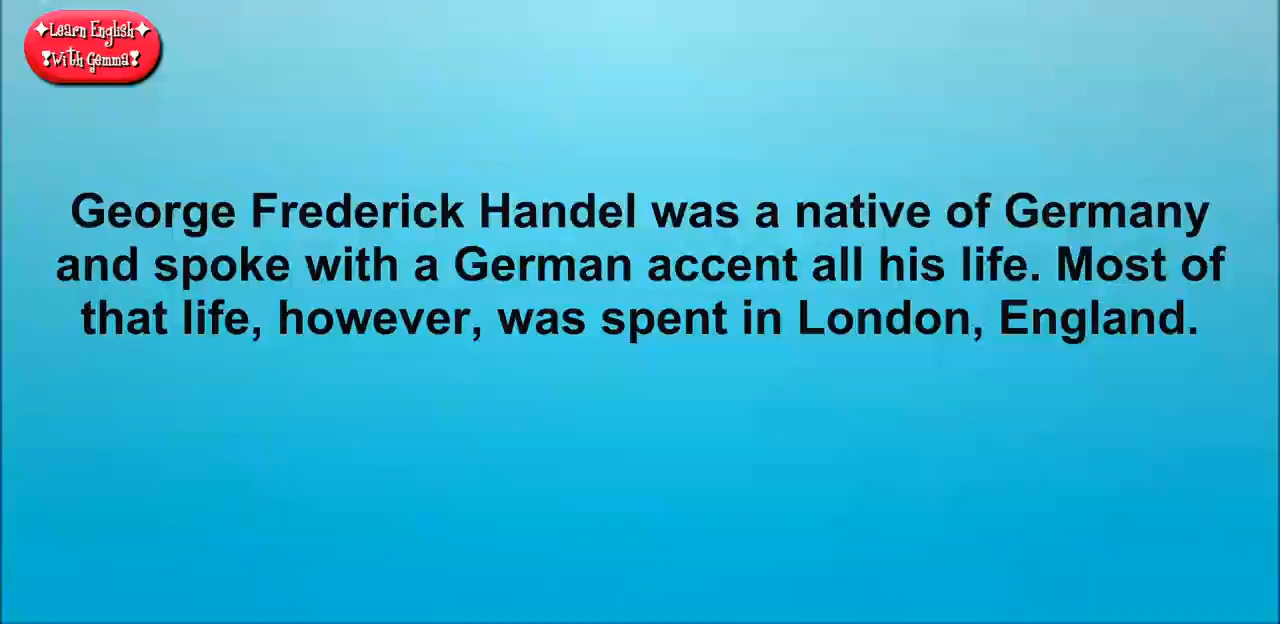 ✦Learn English✦
❣With Gemma❣
George Frederick Handel was a native of Germany
and spoke with a German accent all his life. Most of
that life, however, was spent in London, England.